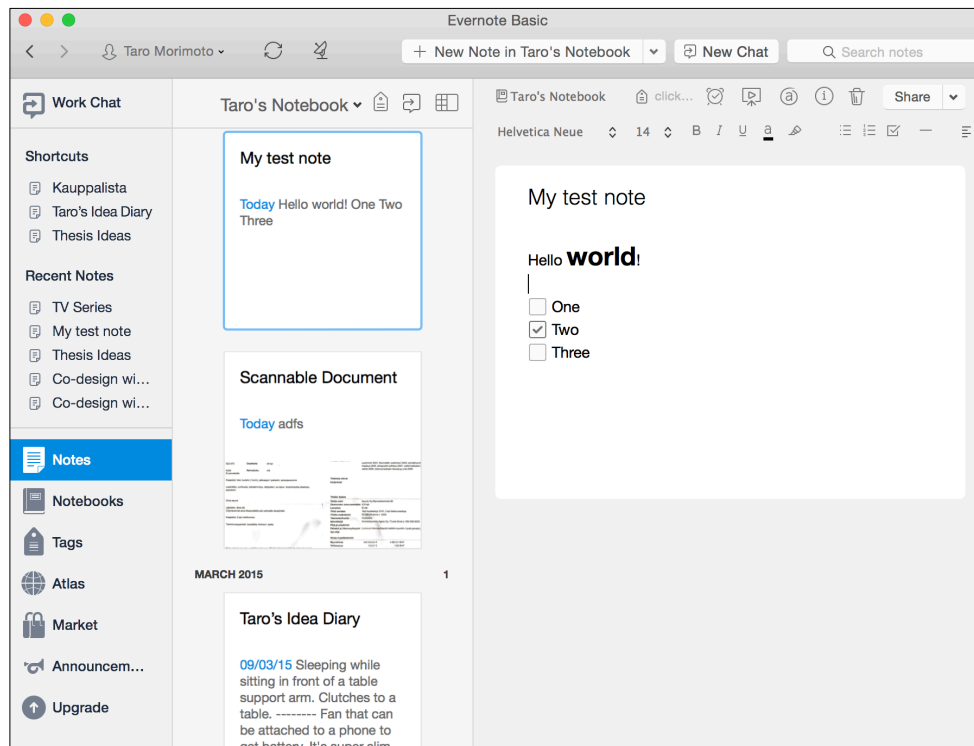 Evernote Basic
Taro Morimoto
New Note in Taro's Notebook
New Chat
Search notes
Work Chat
Shortcuts
Kauppalista
Taro's Idea Diary
Thesis Ideas
Recent Notes
TV Series
My test note
Thesis Ideas
Co-design wi...
Co-design wi...
Notes
Notebooks
Tags
Atlas
Market
Announcem...
Upgrade
Taro's Notebook
My test note
Today Hello world! One Two
Three
Scannable Document
Today adfs
MARCH 2015 1
Taro's Idea Diary
09/03/15 Sleeping while
sitting in front of a table
support arm. Clutches to a
table. -------- Fan that can
be attached to a phone to
get battery. It's super slim
Taro's Notebook click... Share
Helvetica Neue 14 B I U a
My test note
Hello world!
One
Two
Three